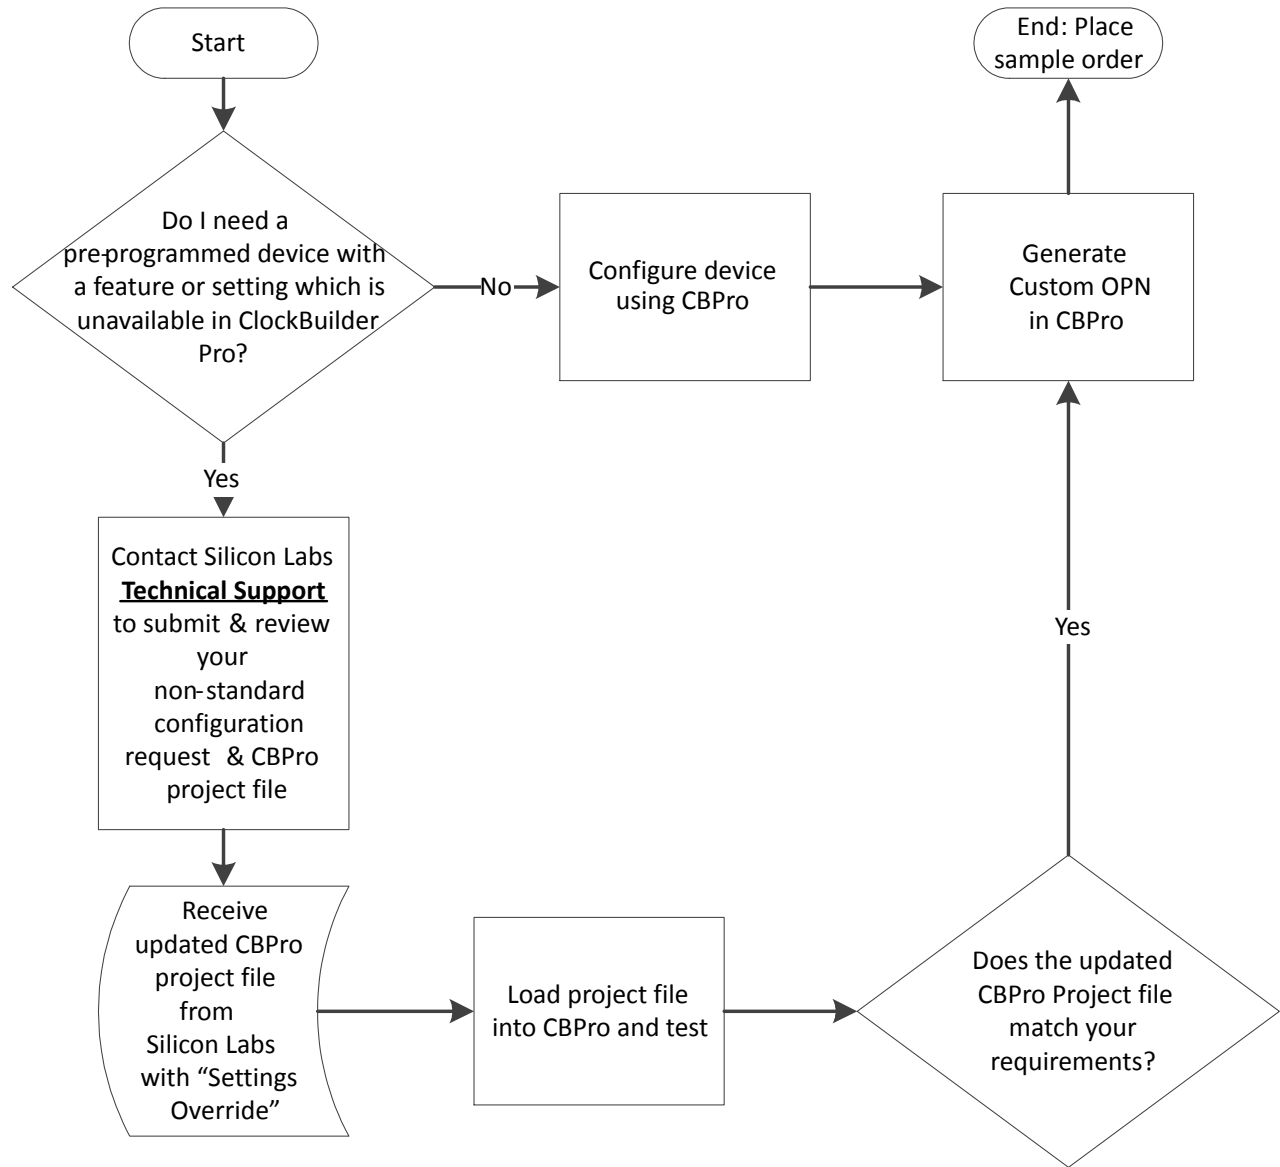 Start
End: Place
sample order
Do I need a
pre-programmed device with
a feature or setting which is
unavailable in ClockBuilder
Pro?
No
Configure device
using CBPro
Generate
Custom OPN
in CBPro
Yes
Contact Silicon Labs
Technical Support
to submit & review
your
non-standard
configuration
request & CBPro
project file
Yes
Receive
updated CBPro
project file
from
Silicon Labs
with “Settings
Override”
Load project file
into CBPro and test
Does the updated
CBPro Project file
match your
requirements?